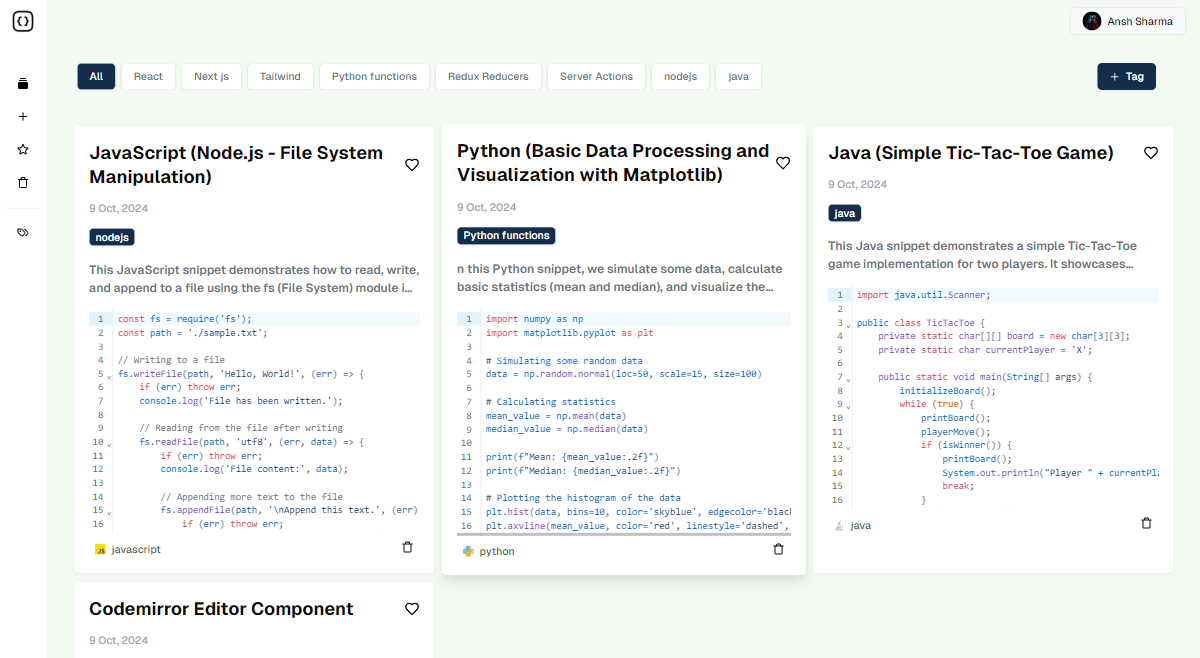 Ansh Sharma
All
React
Next js
Tailwind
Python functions
Redux Reducers
Server Actions
nodejs
java
+ Tag
JavaScript (Node.js - File System
Manipulation)
9 Oct, 2024
nodejs
This JavaScript snippet demonstrates how to read, write,
and append to a file using the fs (File System) module i...
1 const fs = require('fs');
2 const path = './sample.txt';
3
4 // Writing to a file
5 fs.writeFile(path, 'Hello, World!', (err) => {
6 if (err) throw err;
7 console.log('File has been written.');
8
9 // Reading from the file after writing
10 fs.readFile(path, 'utf8', (err, data) => {
11 if (err) throw err;
12 console.log('File content:', data);
13
14 // Appending more text to the file
15 fs.appendFile(path, '\nAppend this text.', (err)
16 if (err) throw err;
JS javascript
Python (Basic Data Processing and
Visualization with Matplotlib)
9 Oct, 2024
Python functions
n this Python snippet, we simulate some data, calculate
basic statistics (mean and median), and visualize the...
1 import numpy as np
2 import matplotlib.pyplot as plt
3
4 # Simulating some random data
5 data = np.random.normal(loc=50, scale=15, size=100)
6
7 # Calculating statistics
8 mean_value = np.mean(data)
9 median_value = np.median(data)
10
11 print(f"Mean: {mean_value:.2f}")
12 print(f"Median: {median_value:.2f}")
13
14 # Plotting the histogram of the data
15 plt.hist(data, bins=10, color='skyblue', edgecolor='blac
16 plt.axvline(mean_value, color='red', linestyle='dashed',
python
Java (Simple Tic-Tac-Toe Game)
9 Oct, 2024
java
This Java snippet demonstrates a simple Tic-Tac-Toe
game implementation for two players. It showcases...
1 import java.util.Scanner;
2
3 public class TicTacToe {
4 private static char[][] board = new char[3][3];
5 private static char currentPlayer = 'X';
6
7 public static void main(String[] args) {
8 initializeBoard();
9 while (true) {
10 printBoard();
11 playerMove();
12 if (isWinner()) {
13 printBoard();
14 System.out.println("Player " + currentPl
15 break;
16 }
java
Codemirror Editor Component
9 Oct, 2024